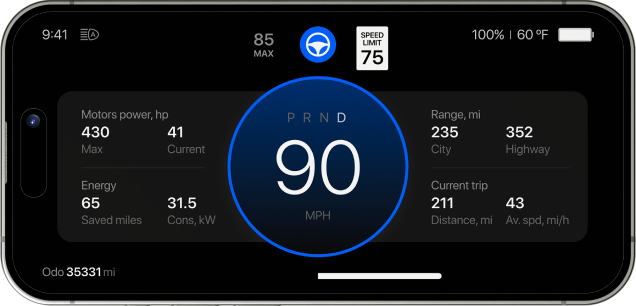 9:41
A
85
MAX
SPEED
LIMIT
75
100% | 60 ºF
Motors power, hp
430 41
Max Current
Energy
65 31.5
Saved miles Cons, kW
P R N D
90
MPH
Range, mi
235 352
City Highway
Current trip
211 43
Distance, mi Av. spd, mi/h
Odo 35331 mi